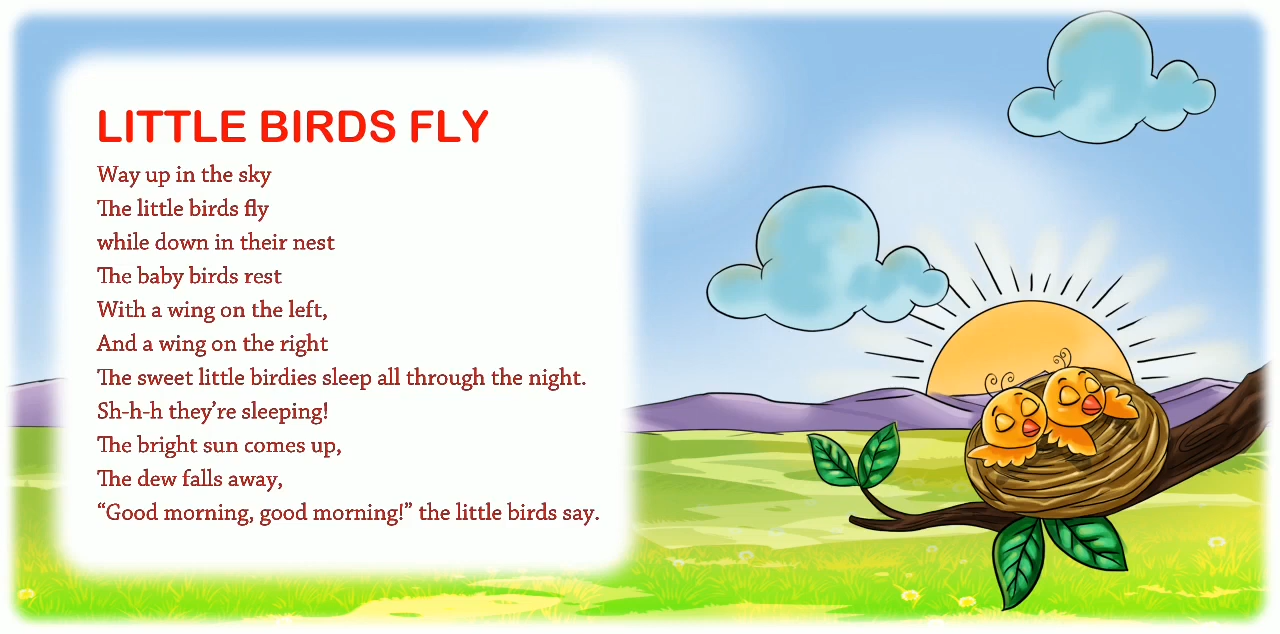 LITTLE BIRDS FLY
Way up in the sky
The little birds fly
while down in their nest
The baby birds rest
With a wing on the left,
And a wing on the right
The sweet little birdies sleep all through the night.
Sh-h-h they’re sleeping!
The bright sun comes up,
The dew falls away,
“Good morning, good morning!” the little birds say.